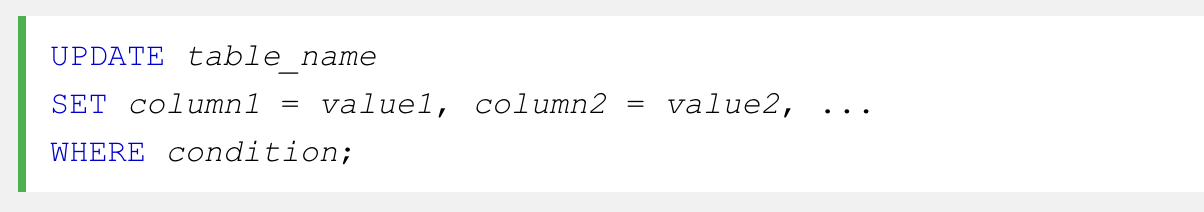 UPDATE table_name
SET column1 = value1, column2 = value2, ...
WHERE condition;